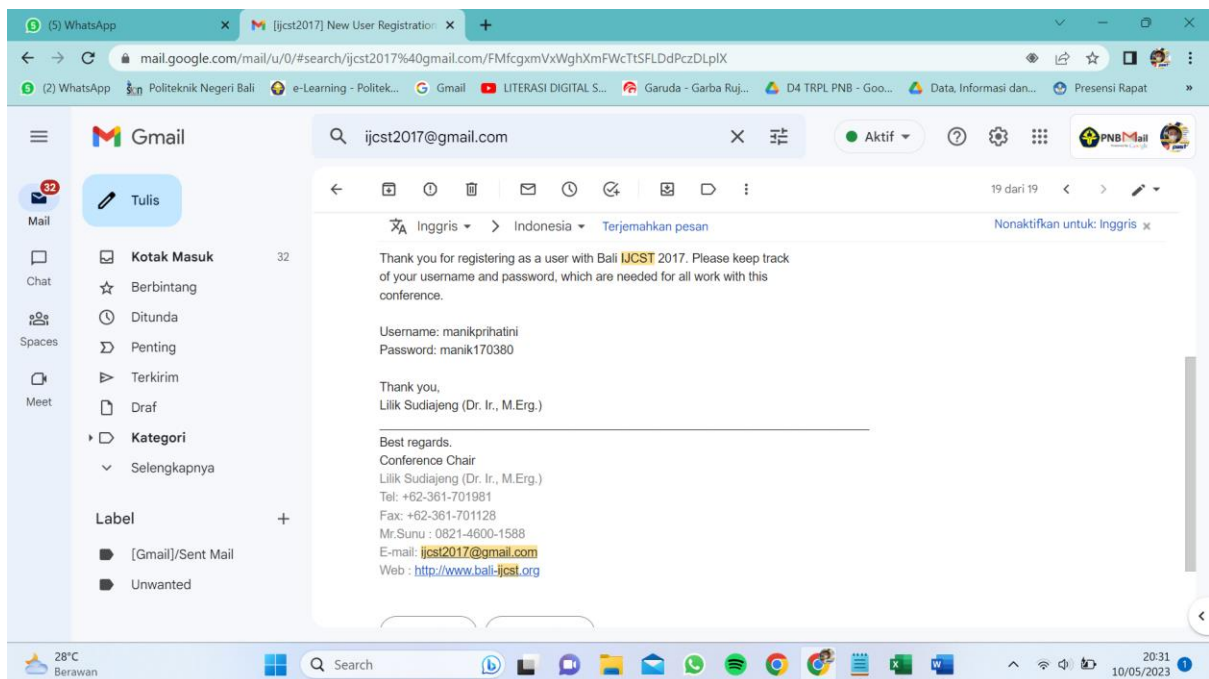 (5) WhatsApp
[ijcst2017] New User Registration
mail.google.com/mail/u/0/#search/ijcst2017%40gmail.com/FMfcgxmVxWghXmFWcTtSFLDdPczDLplX
(2) WhatsApp Politeknik Negeri Bali e-Learning - Politek... Gmail LITERASI DIGITAL S... Garuda - Garba Ruj... D4 TRPL PNB - Goo... Data, Informasi dan... Presensi Rapat »
Gmail
ijcst2017@gmail.com
Aktif
PNBMail
32
Mail
Chat
Spaces
Meet
Tulis
Kotak Masuk 32
Berbintang
Ditunda
Penting
Terkirim
Draf
Kategori
Selengkapnya
Label
[Gmail]/Sent Mail
Unwanted
19 dari 19
Inggris > Indonesia Terjemahkan pesan Nonaktifkan untuk: Inggris x
Thank you for registering as a user with Bali IJCST 2017. Please keep track
of your username and password, which are needed for all work with this
conference.
Username: manikprihatini
Password: manik170380
Thank you,
Lilik Sudiajeng (Dr. Ir., M.Erg.)
Best regards.
Conference Chair
Lilik Sudiajeng (Dr. Ir., M.Erg.)
Tel: +62-361-701981
Fax: +62-361-701128
Mr.Sunu : 0821-4600-1588
E-mail: ijcst2017@gmail.com
Web : http://www.bali-ijcst.org
28°C
Berawan
Search
20:31
10/05/2023
1